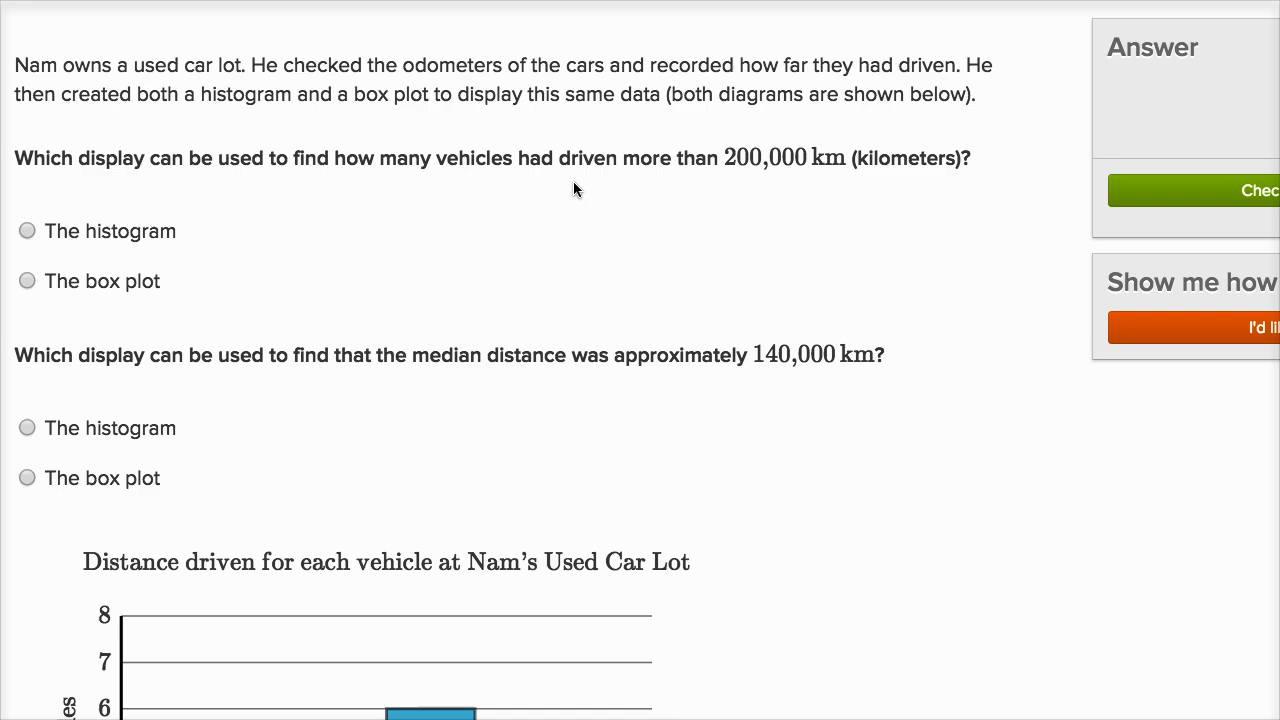 Nam owns a used car lot. He checked the odometers of the cars and recorded how far they had driven. He
then created both a histogram and a box plot to display this same data (both diagrams are shown below).
Which display can be used to find how many vehicles had driven more than 200,000 km (kilometers)?
The histogram
The box plot
Which display can be used to find that the median distance was approximately 140,000 km?
The histogram
The box plot
Distance driven for each vehicle at Nam's Used Car Lot
8
7
6
es
Answer
Chec
Show me how
I'd li